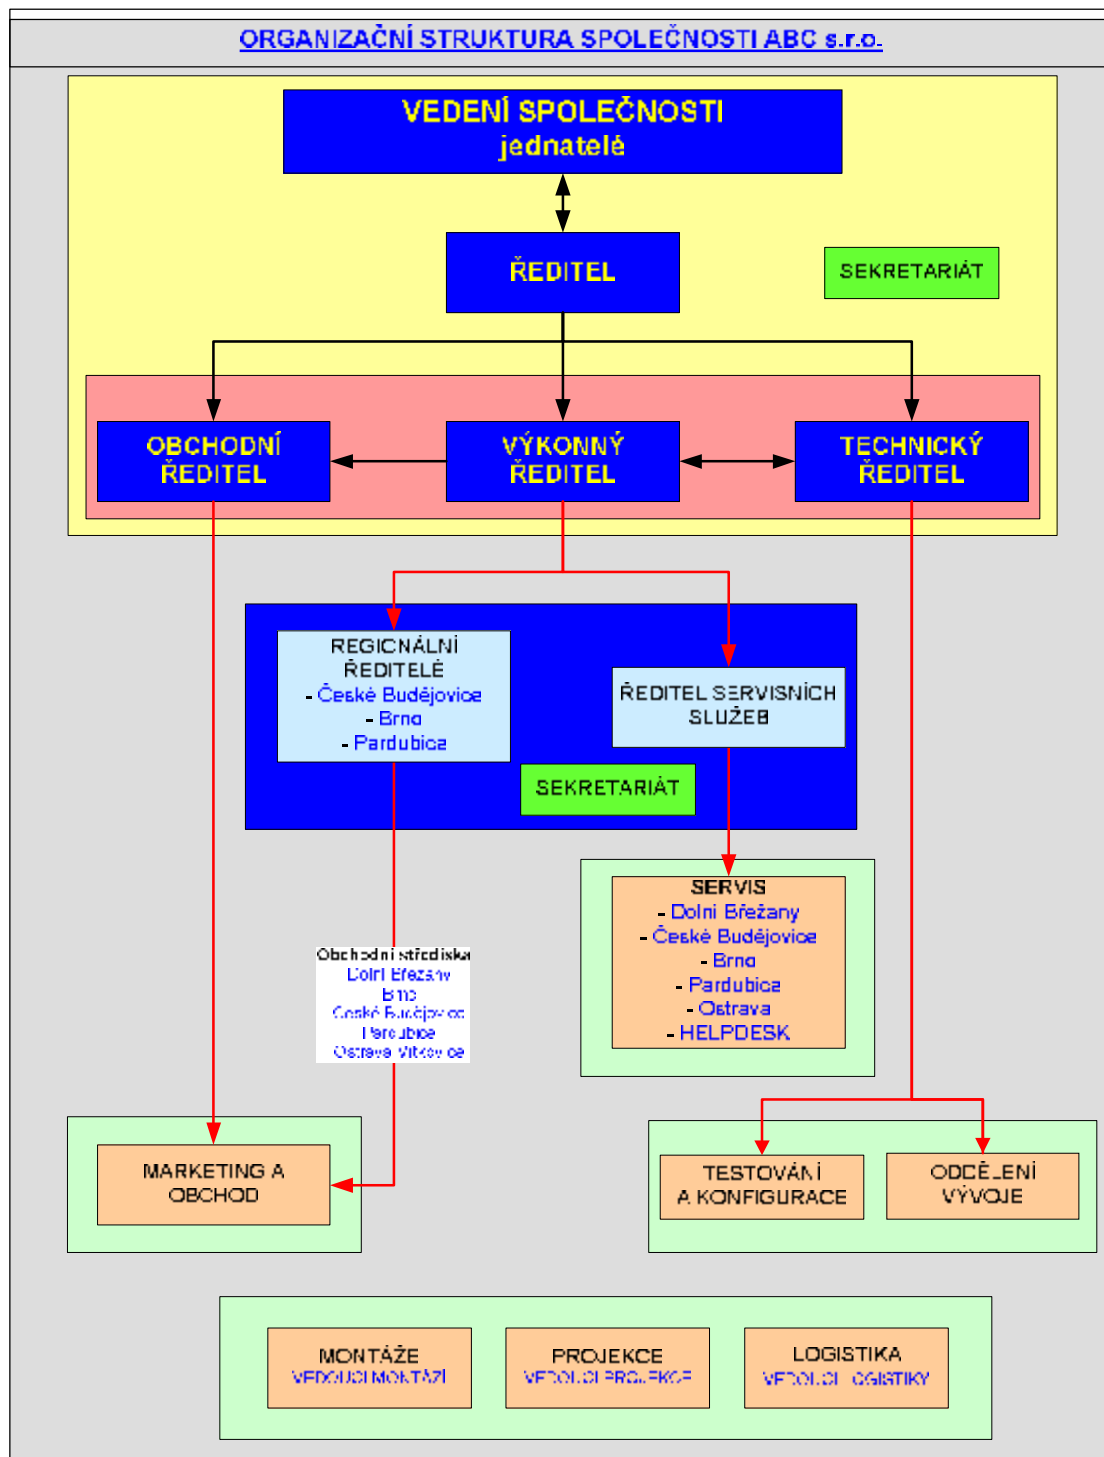 ORGANIZAČNÍ STRUKTURA SPOLEČNOSTI ABC s.r.o.
VEDENÍ SPOLEČNOSTI
jednatelé
ŘEDITEL
SEKRETARIÁT
OBCHODNÍ
ŘEDITEL
VÝKONNÝ
ŘEDITEL
TECHNICKÝ
ŘEDITEL
REGIONÁLNÍ
ŘEDITELÉ
- České Budějovice
- Brno
- Pardubice
ŘEDITEL SERVISNÍCH
SLUŽEB
SEKRETARIÁT
SERVIS
- Dolní Břežany
- České Budějovice
- Brno
- Pardubice
- Ostrava
- HELPDESK
Obchodní střediska
Dolní Břežany
Brno
České Budějovice
Pardubice
Ostrava Vítkovice
MARKETING A
OBCHOD
TESTOVÁNÍ
A KONFIGURACE
ODDĚLENÍ
VÝVOJE
MONTÁŽE
VEDOUCÍ MONTÁŽÍ
PROJEKCE
VEDOUCÍ PROJEKCE
LOGISTIKA
VEDOUCÍ LOGISTIKY